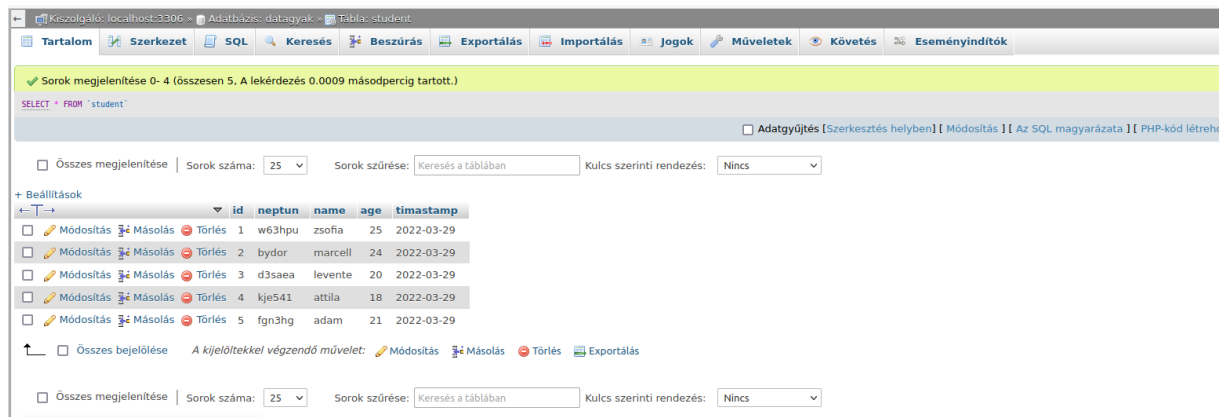 Kiszolgáló: localhost:3306 » Adatbázis: datagyak » Tábla: student
Tartalom Szerkezet SQL Keresés Beszúrás Exportálás Importálás Jogok Műveletek Követés Eseményindítók
Sorok megjelenítése 0- 4 (összesen 5, A lekérdezés 0.0009 másodpercig tartott.)
SELECT * FROM `student`
Adatgyűjtés [Szerkesztés helyben] [ Módosítás ] [ Az SQL magyarázata ] [ PHP-kód létreho
Összes megjelenítése | Sorok száma: 25 Sorok szűrése: Keresés a táblában Kulcs szerinti rendezés: Nincs
+ Beállítások
←T→ id neptun name age timastamp
Módosítás Másolás Törlés 1 w63hpu zsofia 25 2022-03-29
Módosítás Másolás Törlés 2 bydor marcell 24 2022-03-29
Módosítás Másolás Törlés 3 d3saea levente 20 2022-03-29
Módosítás Másolás Törlés 4 kje541 attila 18 2022-03-29
Módosítás Másolás Törlés 5 fgn3hg adam 21 2022-03-29
Összes bejelölése A kijelöltekkel végzendő művelet: Módosítás Másolás Törlés Exportálás
Összes megjelenítése | Sorok száma: 25 Sorok szűrése: Keresés a táblában Kulcs szerinti rendezés: Nincs